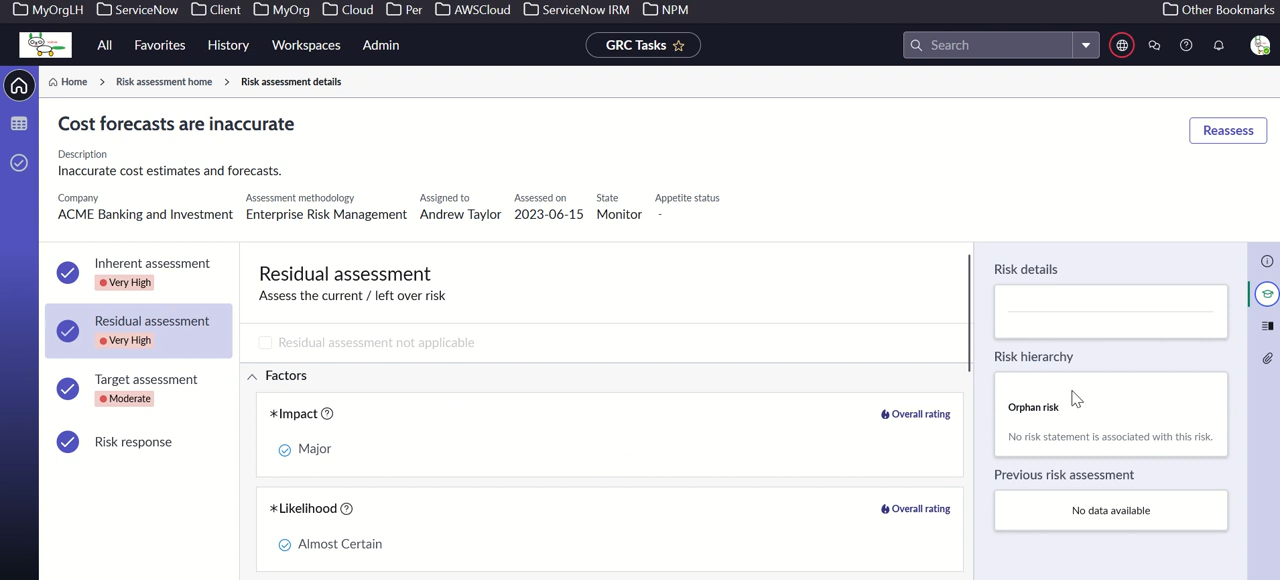 MyOrgLH ServiceNow Client MyOrg Cloud Per AWSCloud ServiceNow IRM NPM Other Bookmarks
All Favorites History Workspaces Admin GRC Tasks Search
Home Risk assessment home Risk assessment details
Cost forecasts are inaccurate
Reassess
Description
Inaccurate cost estimates and forecasts.
Company Assessment methodology Assigned to Assessed on State Appetite status
ACME Banking and Investment Enterprise Risk Management Andrew Taylor 2023-06-15 Monitor -
Inherent assessment
Very High
Residual assessment
Very High
Target assessment
Moderate
Risk response
Residual assessment
Assess the current / left over risk
Residual assessment not applicable
Factors
*Impact Overall rating
Major
*Likelihood Overall rating
Almost Certain
Risk details
Risk hierarchy
Orphan risk
No risk statement is associated with this risk.
Previous risk assessment
No data available